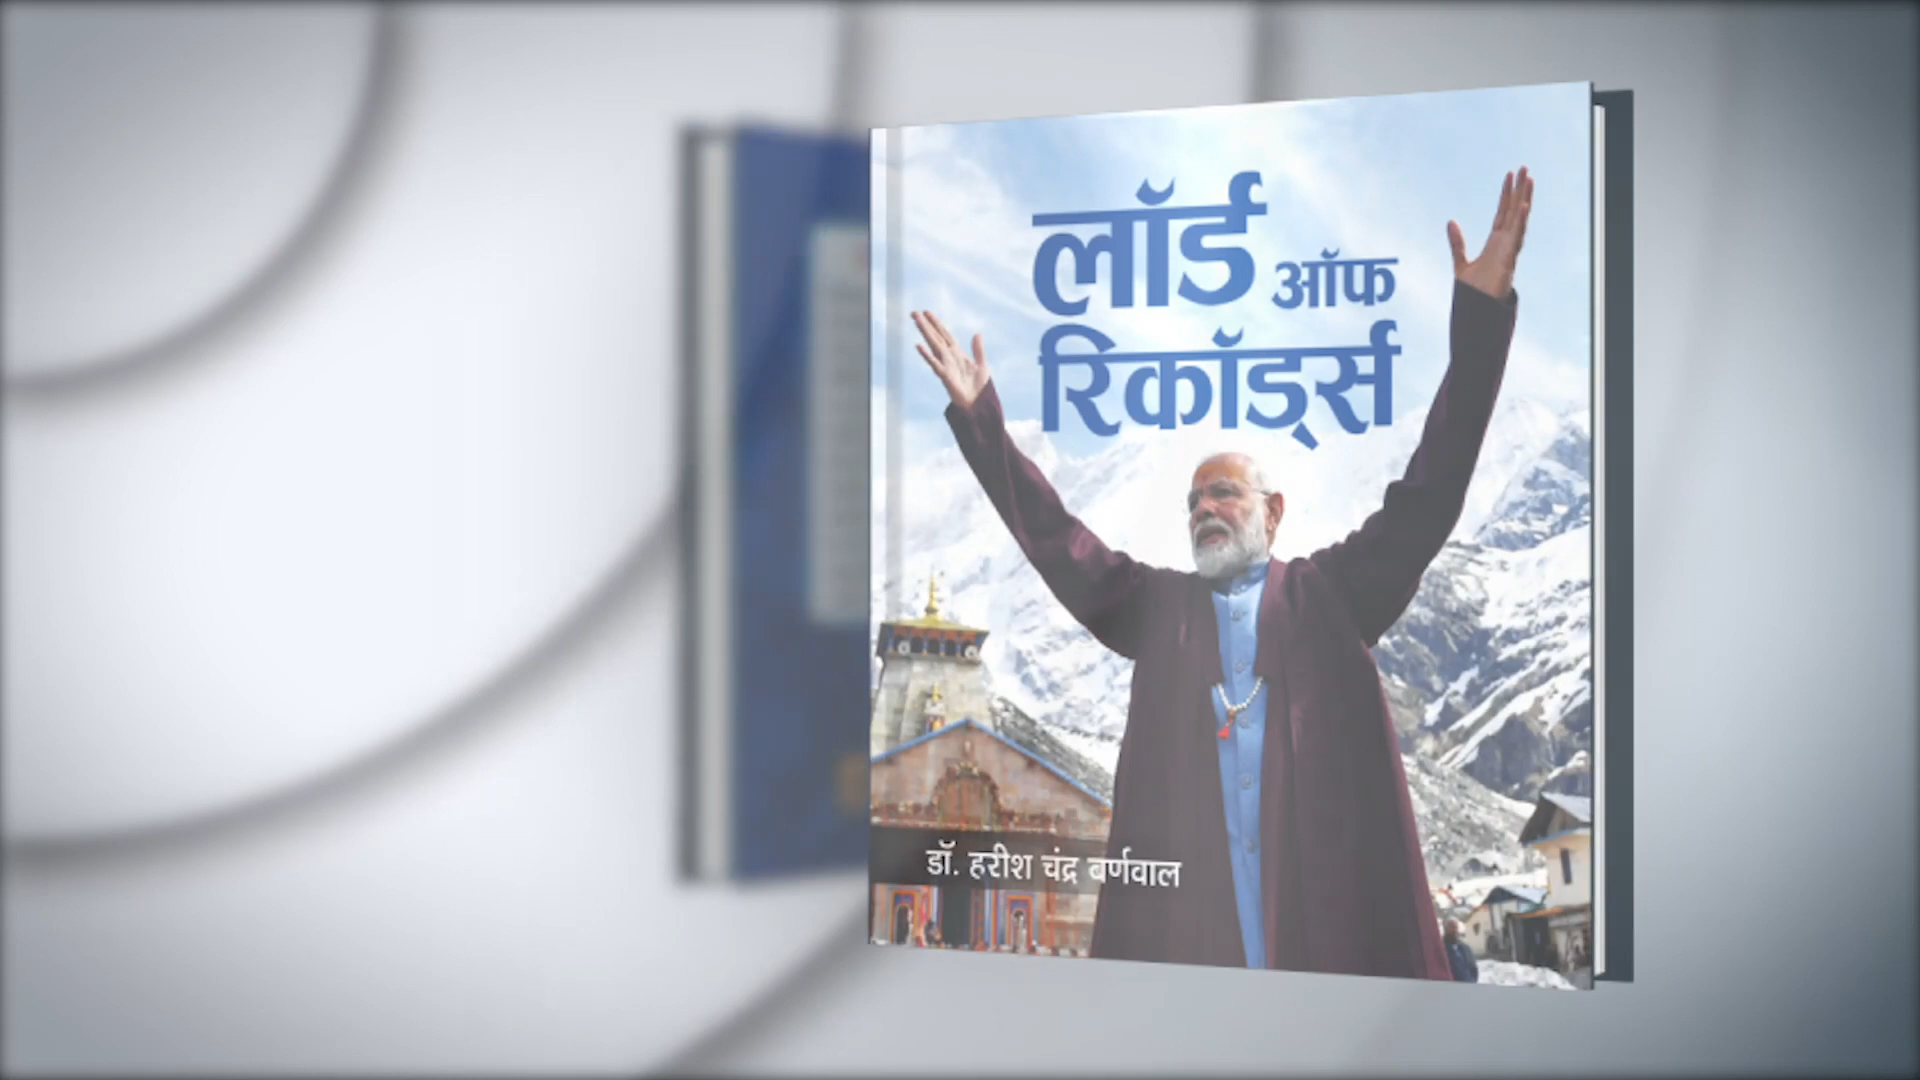 लॉर्ड ऑफ
रिकॉर्ड्स
डॉ. हरीश चंद्र बर्णवाल